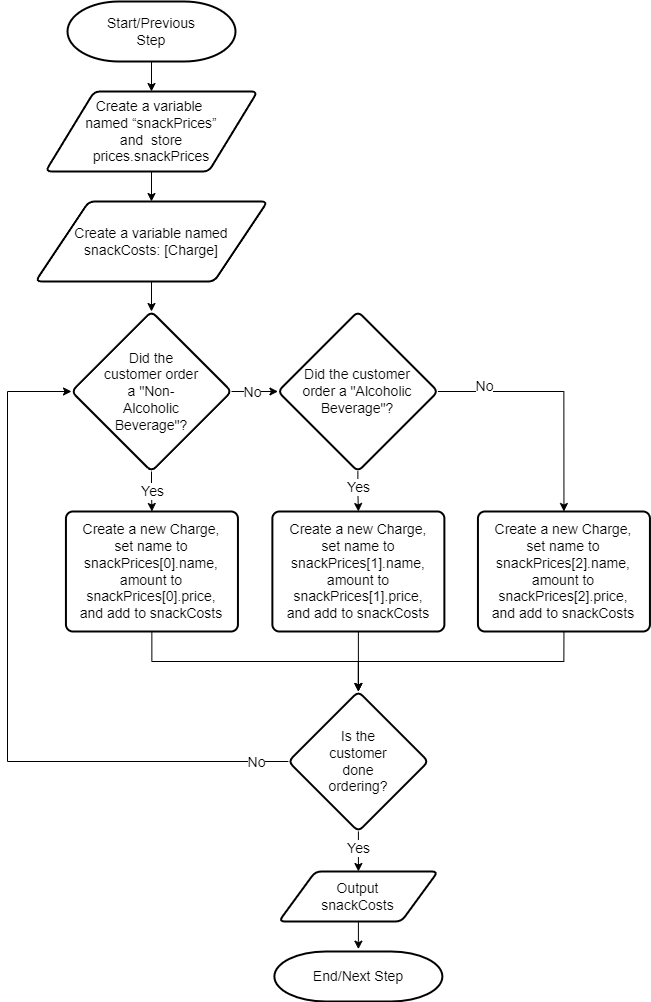 Start/Previous
Step
Create a variable
named “snackPrices”
and  store
prices.snackPrices
Create a variable named
snackCosts: [Charge]
Did the
customer order
a "Non-
Alcoholic
Beverage"?
No
Did the customer
order a "Alcoholic
Beverage"?
No
Yes
Yes
Create a new Charge,
set name to
snackPrices[0].name,
amount to
snackPrices[0].price,
and add to snackCosts
Create a new Charge,
set name to
snackPrices[1].name,
amount to
snackPrices[1].price,
and add to snackCosts
Create a new Charge,
set name to
snackPrices[2].name,
amount to
snackPrices[2].price,
and add to snackCosts
Is the
customer
done
ordering?
No
Yes
Output
snackCosts
End/Next Step